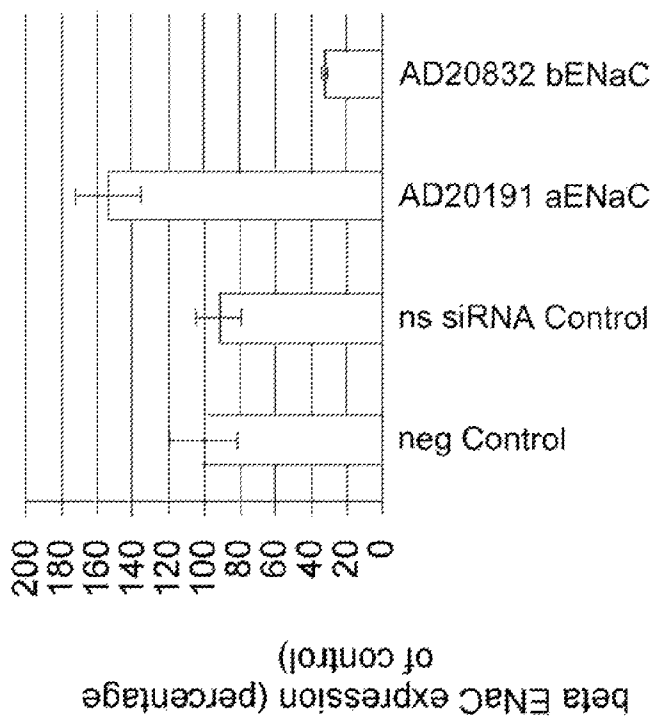 beta ENaC expression (percentage
of control)
200
180
160
140
120
100
80
60
40
20
0
neg Control
ns siRNA Control
AD20191 aENaC
AD20832 bENaC